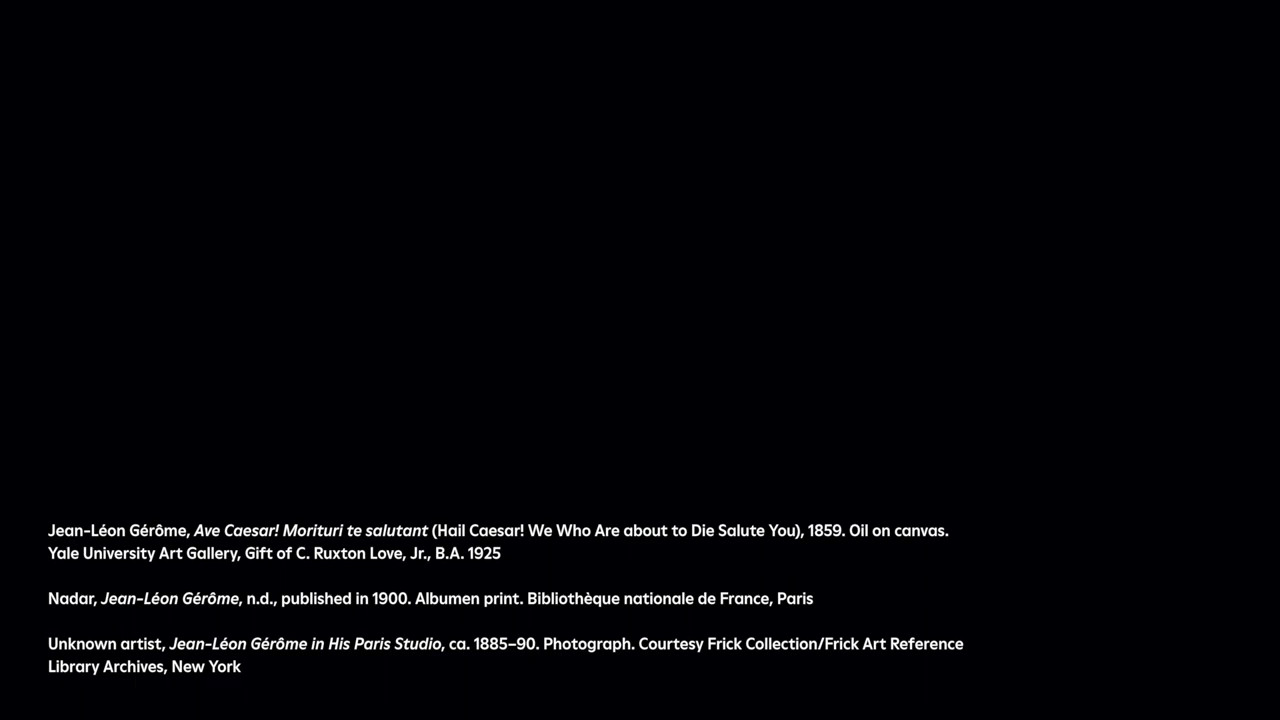 Jean-Léon Gérôme, Ave Caesar! Morituri te salutant (Hail Caesar! We Who Are about to Die Salute You), 1859. Oil on canvas.
Yale University Art Gallery, Gift of C. Ruxton Love, Jr., B.A. 1925
Nadar, Jean-Léon Gérôme, n.d., published in 1900. Albumen print. Bibliothèque nationale de France, Paris
Unknown artist, Jean-Léon Gérôme in His Paris Studio, ca. 1885–90. Photograph. Courtesy Frick Collection/Frick Art Reference
Library Archives, New York